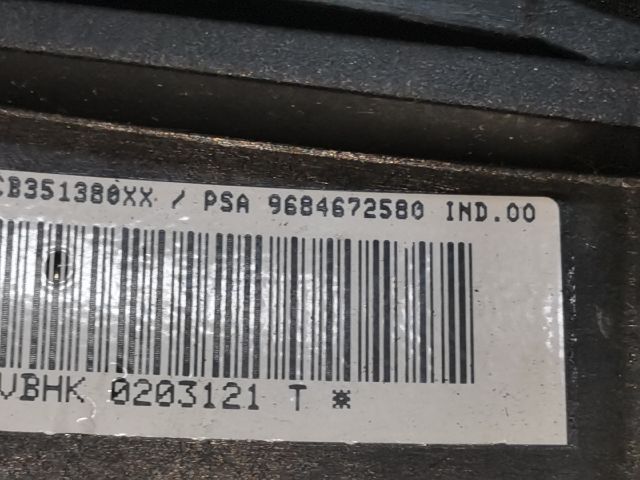 CB351380XX / PSA 9684672580 IND.00
VBHK 0203121 T *